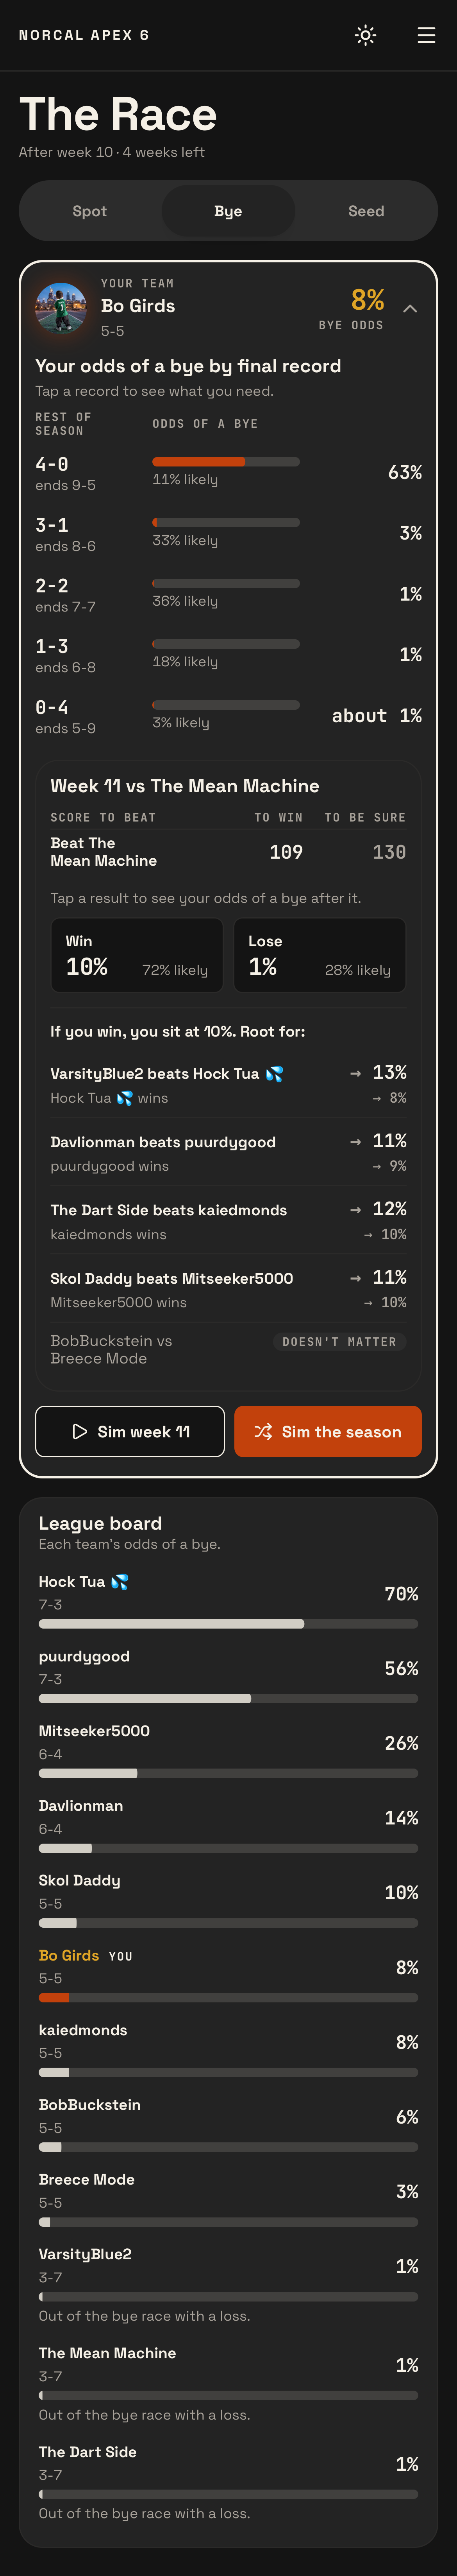 NORCAL APEX 6
The Race
After week 10 · 4 weeks left
Spot Bye Seed
YOUR TEAM
Bo Girds
5-5
8%
BYE ODDS
Your odds of a bye by final record
Tap a record to see what you need.
REST OF
SEASON
ODDS OF A BYE
4-0
ends 9-5
11% likely
63%
3-1
ends 8-6
33% likely
3%
2-2
ends 7-7
36% likely
1%
1-3
ends 6-8
18% likely
1%
0-4
ends 5-9
3% likely
about 1%
Week 11 vs The Mean Machine
SCORE TO BEAT TO WIN TO BE SURE
Beat The
Mean Machine
109 130
Tap a result to see your odds of a bye after it.
Win
10% 72% likely
Lose
1% 28% likely
If you win, you sit at 10%. Root for:
VarsityBlue2 beats Hock Tua 💦 → 13%
Hock Tua 💦 wins → 8%
Davlionman beats puurdygood → 11%
puurdygood wins → 9%
The Dart Side beats kaiedmonds → 12%
kaiedmonds wins → 10%
Skol Daddy beats Mitseeker5000 → 11%
Mitseeker5000 wins → 10%
BobBuckstein vs
Breece Mode
DOESN'T MATTER
Sim week 11
Sim the season
League board
Each team's odds of a bye.
Hock Tua 💦
7-3
70%
puurdygood
7-3
56%
Mitseeker5000
6-4
26%
Davlionman
6-4
14%
Skol Daddy
5-5
10%
Bo Girds YOU
5-5
8%
kaiedmonds
5-5
8%
BobBuckstein
5-5
6%
Breece Mode
5-5
3%
VarsityBlue2
3-7
1%
Out of the bye race with a loss.
The Mean Machine
3-7
1%
Out of the bye race with a loss.
The Dart Side
3-7
1%
Out of the bye race with a loss.